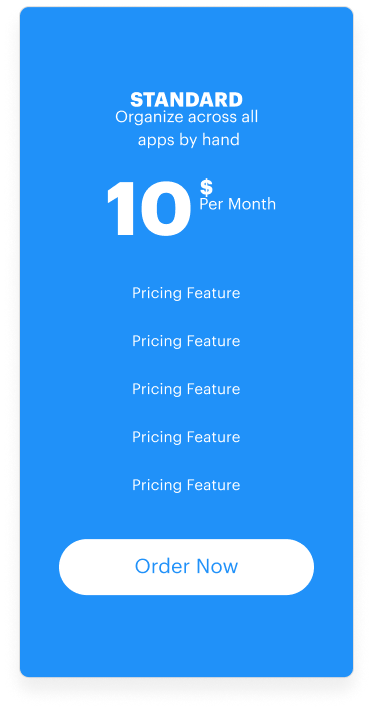 STANDARD
Organize across all
apps by hand
10
$
Per Month
Pricing Feature
Pricing Feature
Pricing Feature
Pricing Feature
Pricing Feature
Order Now